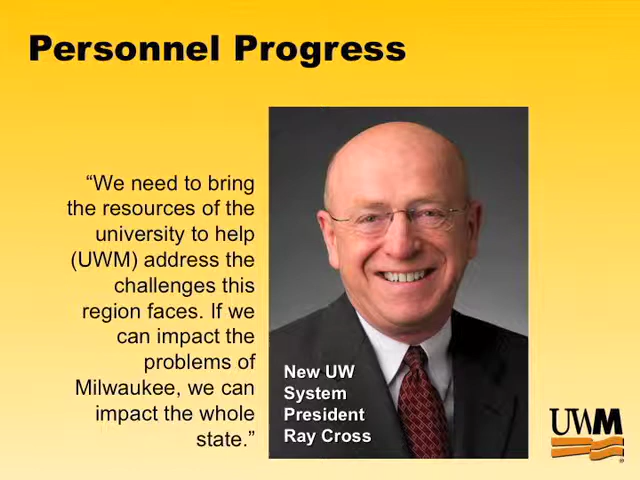 Personnel Progress
“We need to bring
the resources of the
university to help
(UWM) address the
challenges this
region faces. If we
can impact the
problems of
Milwaukee, we can
impact the whole
state.”
New UW
System
President
Ray Cross
UWM